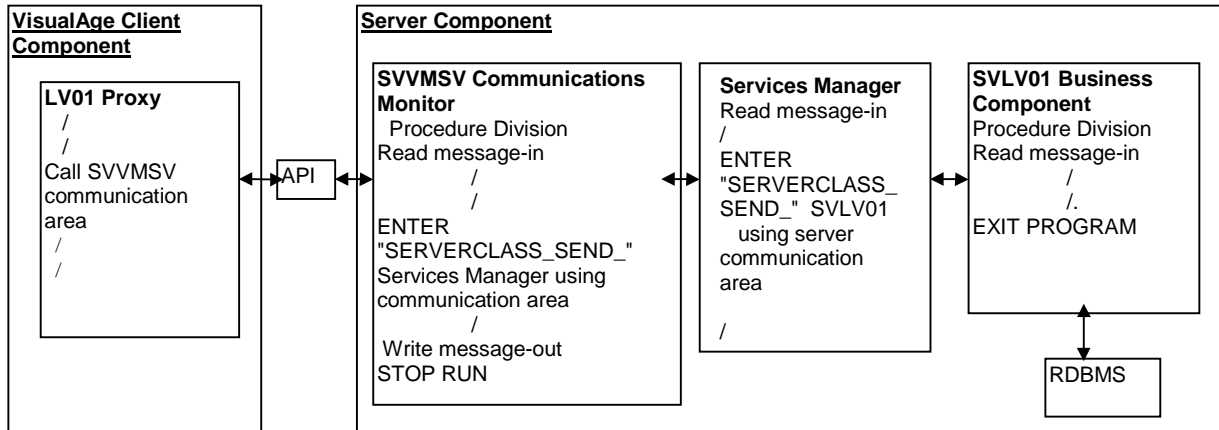 VisualAge Client
Component
LV01 Proxy
/
/
Call SVVMSV
communication
area
/
/
API
Server Component
SVVMSV Communications
Monitor
Procedure Division
Read message-in
/
/
ENTER
"SERVERCLASS_SEND_"
Services Manager using
communication area
/
Write message-out
STOP RUN
Services Manager
Read message-in
/
ENTER
"SERVERCLASS_
SEND_" SVLV01
using server
communication
area
/
SVLV01 Business
Component
Procedure Division
Read message-in
/
/.
EXIT PROGRAM
RDBMS